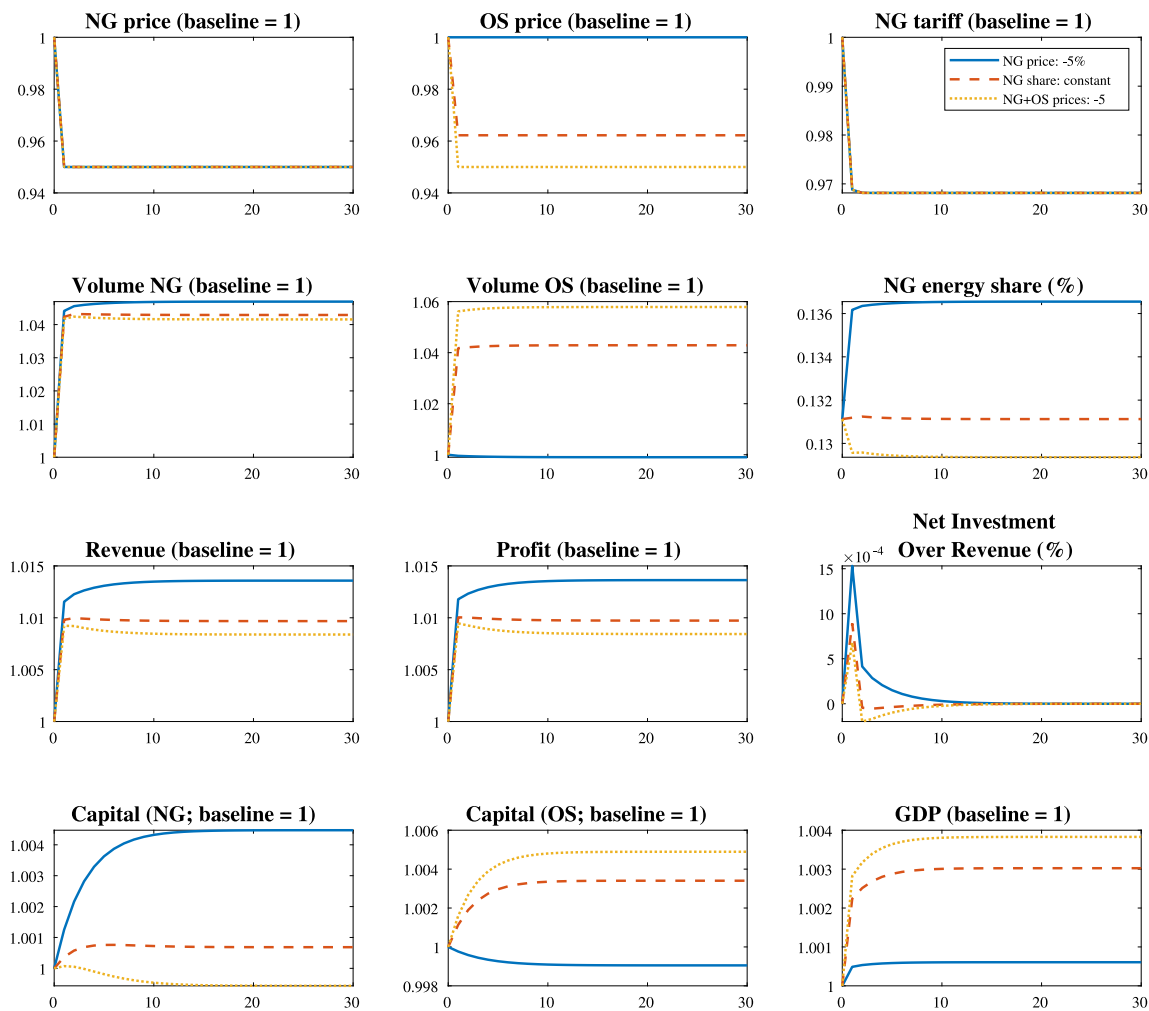 NG price (baseline = 1)
OS price (baseline = 1)
NG tariff (baseline = 1)
1
0.98
0.96
0.94
0 10 20 30
1
0.98
0.96
0.94
0 10 20 30
1
0.99
0.98
0.97
0 10 20 30
NG price: -5%
NG share: constant
NG+OS prices: -5
Volume NG (baseline = 1)
Volume OS (baseline = 1)
NG energy share (%)
1.04
1.03
1.02
1.01
1
0 10 20 30
1.06
1.04
1.02
1
0 10 20 30
0.136
0.134
0.132
0.13
0 10 20 30
Revenue (baseline = 1)
Profit (baseline = 1)
Net Investment
Over Revenue (%)
1.015
1.01
1.005
1
0 10 20 30
1.015
1.01
1.005
1
0 10 20 30
×10⁻⁴
15
5
0
0 10 20 30
Capital (NG; baseline = 1)
Capital (OS; baseline = 1)
GDP (baseline = 1)
1.004
1.002
1.001
1
0 10 20 30
1.006
1.004
1.002
1
0.998
0 10 20 30
1.004
1.003
1.002
1.001
1
0 10 20 30